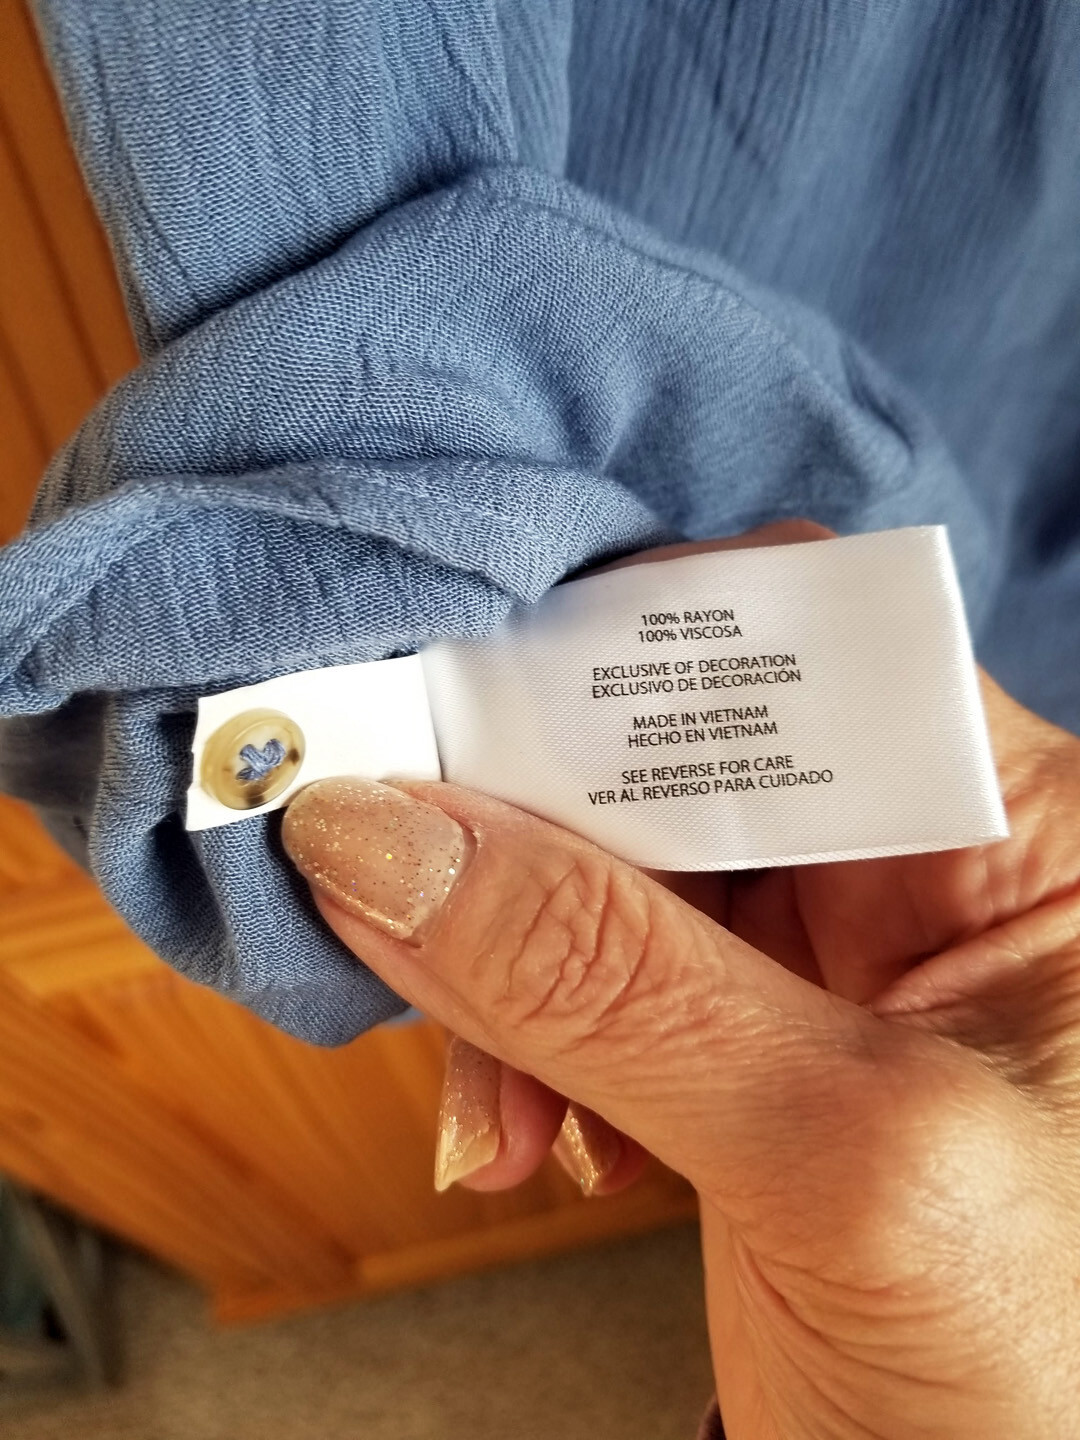 100% RAYON
100% VISCOSA
EXCLUSIVE OF DECORATION
EXCLUSIVO DE DECORACIÓN
MADE IN VIETNAM
HECHO EN VIETNAM
SEE REVERSE FOR CARE
VER AL REVERSO PARA CUIDADO